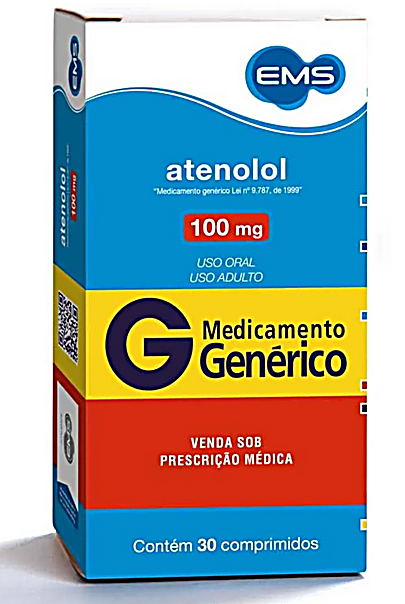 EMS
atenolol
"Medicamento genérico Lei nº 9.787, de 1999"
100 mg
USO ORAL
USO ADULTO
G Medicamento
Genérico
VENDA SOB
PRESCRIÇÃO MÉDICA
Contém 30 comprimidos
atenolol
100 mg
EMS